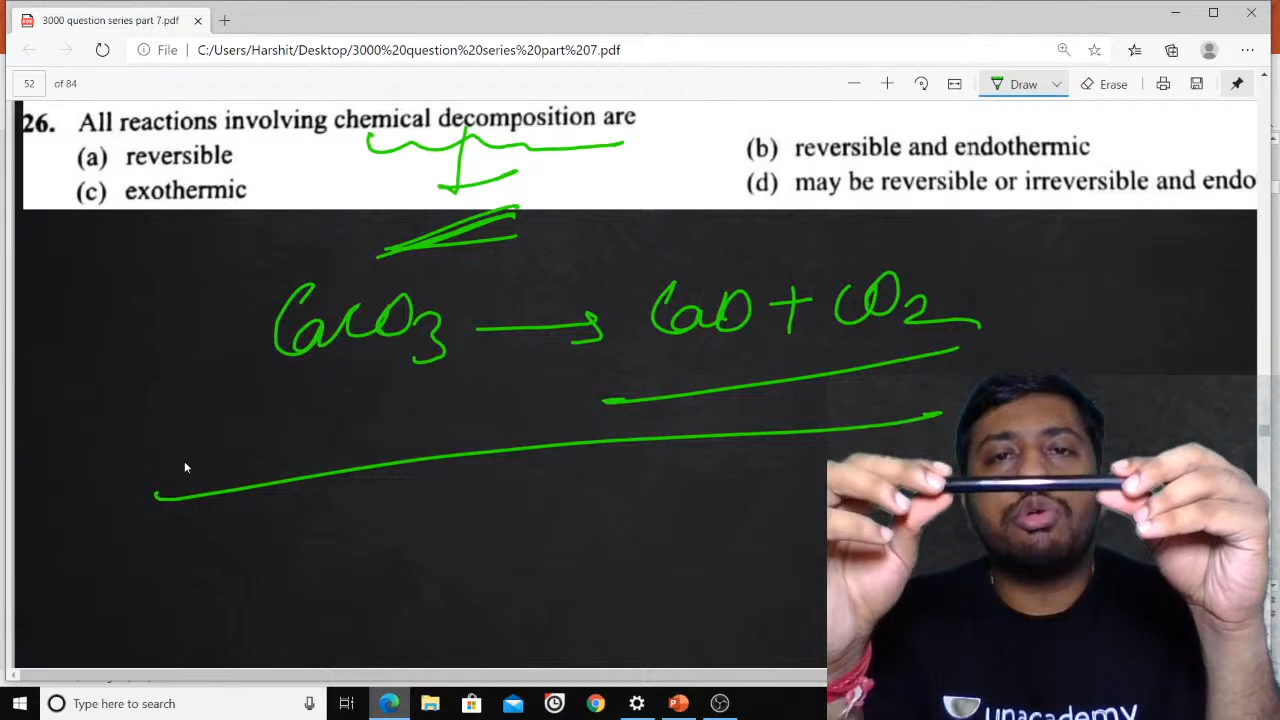 3000 question series part 7.pdf
File
C:/Users/Harshit/Desktop/3000%20question%20series%20part%207.pdf
52 of 84
Draw
Erase
26. All reactions involving chemical decomposition are
(a) reversible
(b) reversible and endothermic
(c) exothermic
(d) may be reversible or irreversible and endo
CaCO3 → CaO + CO2
unacademy
Type here to search